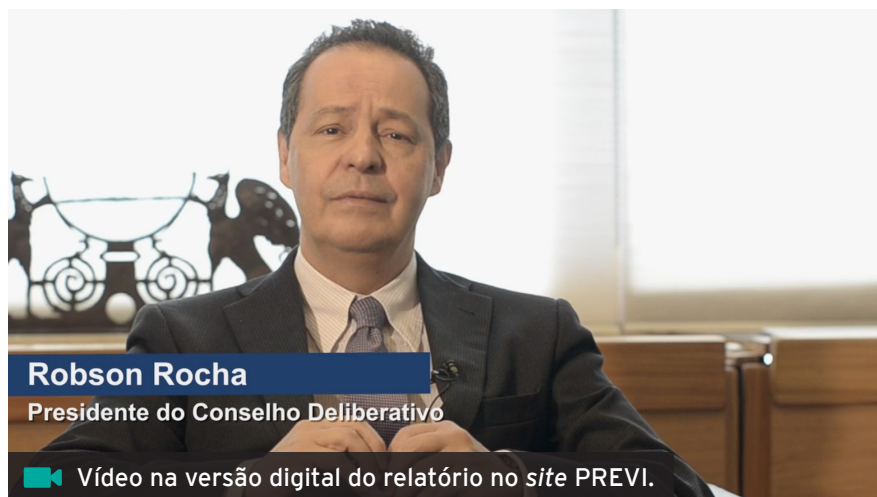 Robson Rocha
Presidente do Conselho Deliberativo
Vídeo na versão digital do relatório no site PREVI.